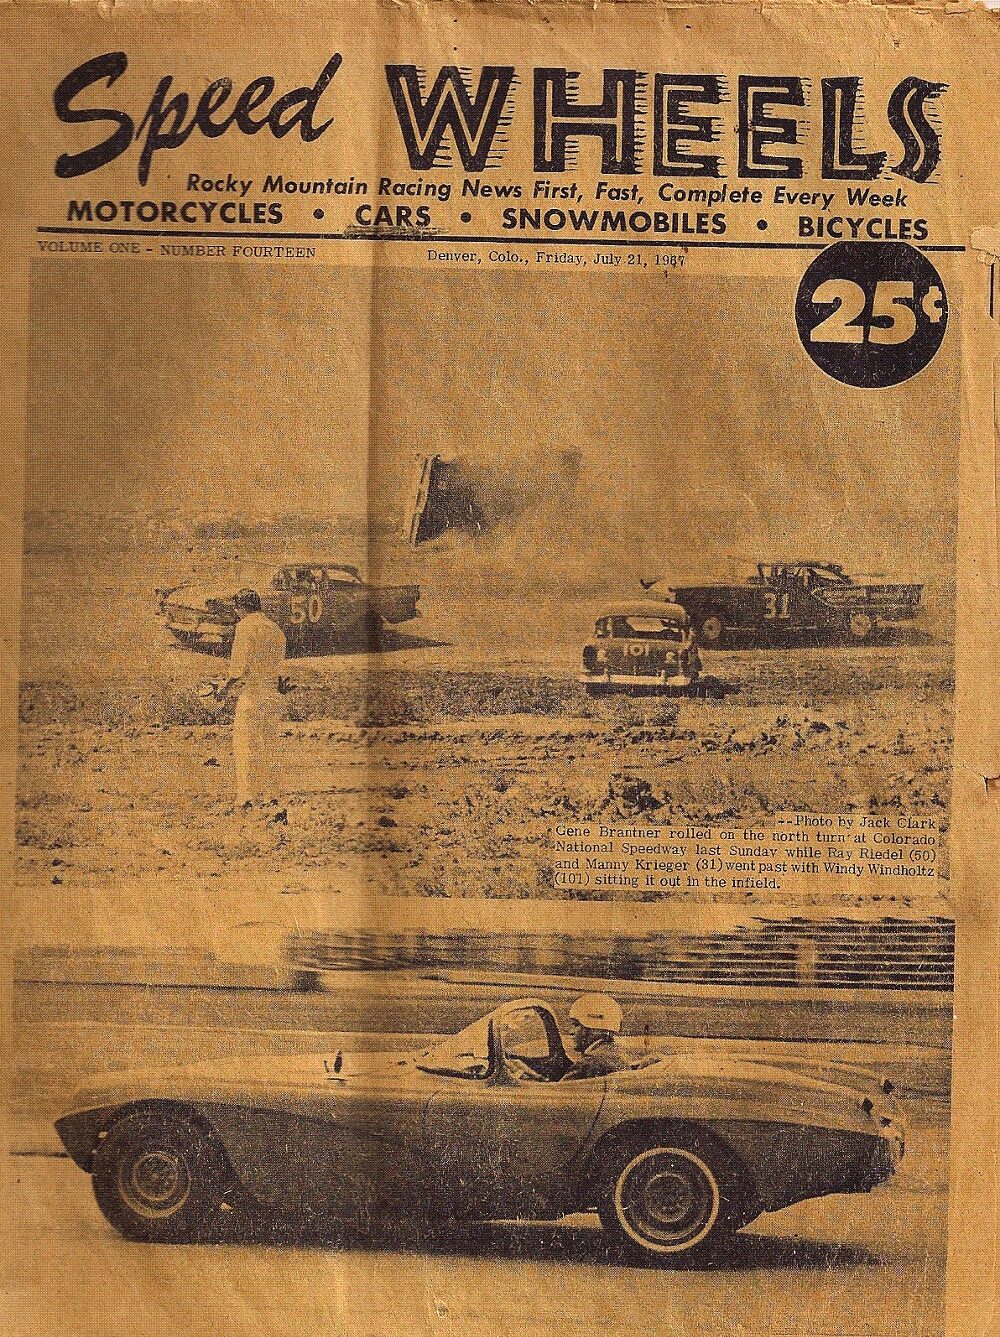 Speed WHEELS
Rocky Mountain Racing News First, Fast, Complete Every Week
MOTORCYCLES • CARS • SNOWMOBILES • BICYCLES
VOLUME ONE - NUMBER FOURTEEN
Denver, Colo., Friday, July 21, 1967
25¢
50
31
101
--Photo by Jack Clark
Gene Brantner rolled on the north turn at Colorado
National Speedway last Sunday while Ray Riedel (50)
and Manny Krieger (31) went past with Windy Windholtz
(101) sitting it out in the infield.